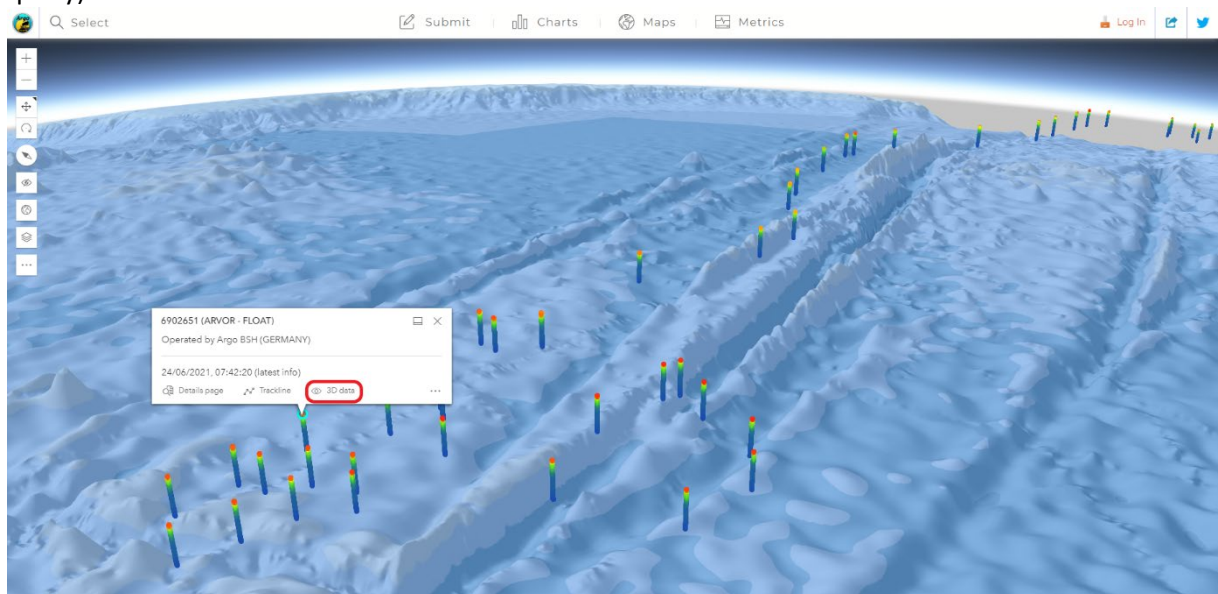 Select
Submit
Charts
Maps
Metrics
Log In
6902651 (ARVOR - FLOAT)
Operated by Argo BSH (GERMANY)
24/06/2021, 07:42:20 (latest info)
Details page
Trackline
3D data